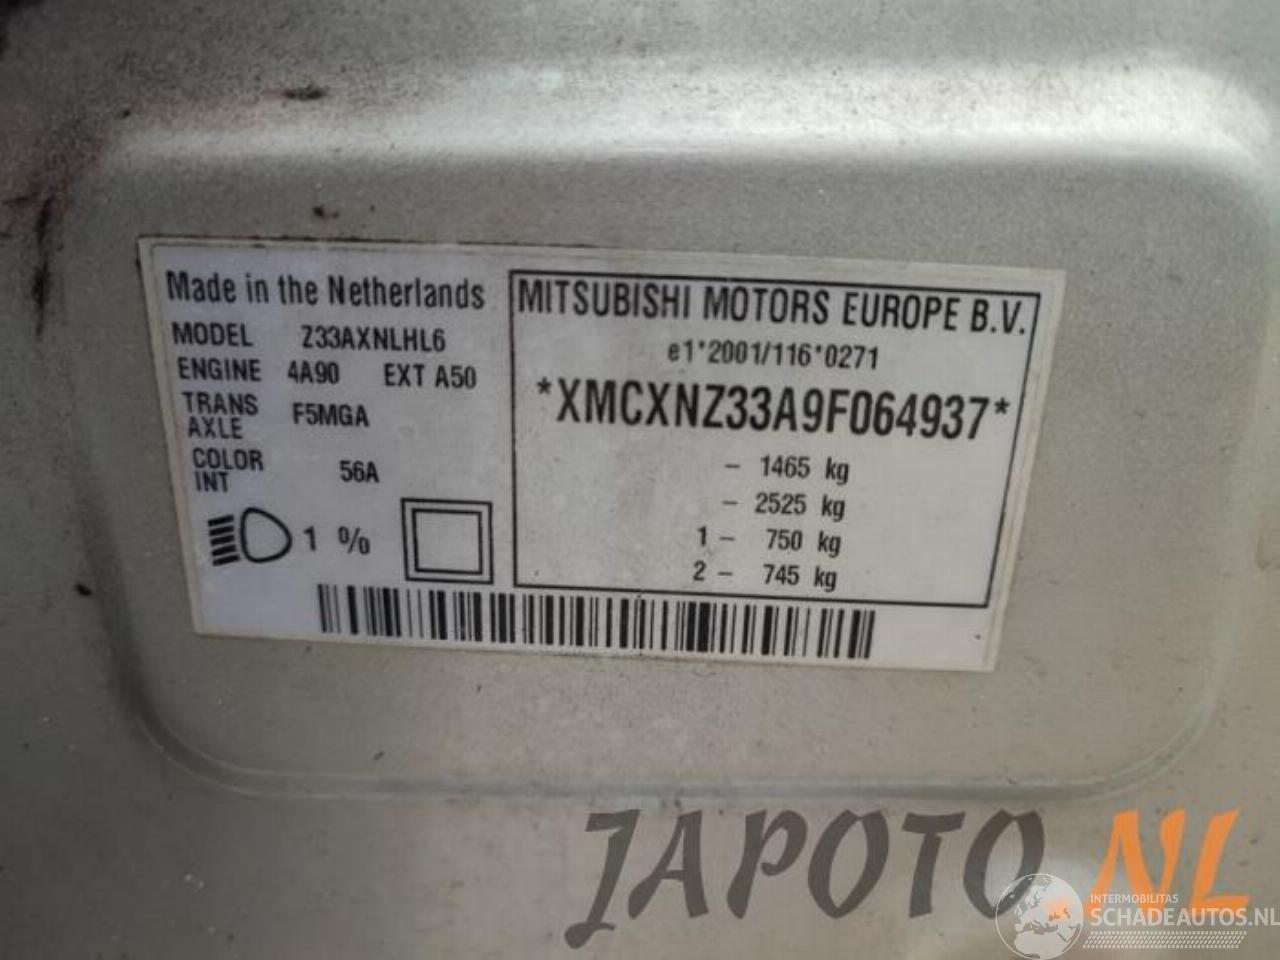 Made in the Netherlands
MODEL Z33AXNLHL6
ENGINE 4A90 EXT A50
TRANS AXLE F5MGA
COLOR INT 56A
1 %
MITSUBISHI MOTORS EUROPE B.V.
e1*2001/116*0271
*XMCXNZ33A9F064937*
- 1465 kg
- 2525 kg
1 - 750 kg
2 - 745 kg
JAPOTO.NL
INTERMOBILITAS
SCHADEAUTOS.NL